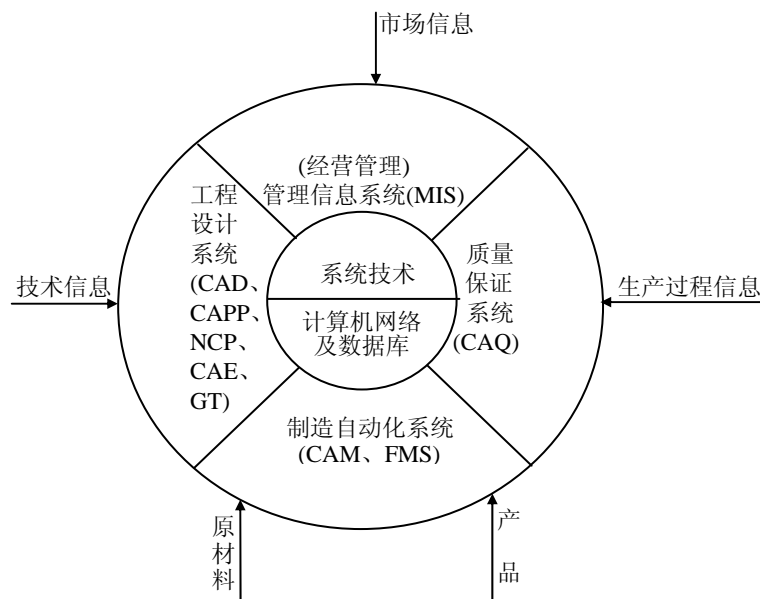 市场信息
(经营管理)
管理信息系统(MIS)
工程
设计
系统
(CAD、
CAPP、
NCP、
CAE、
GT)
系统技术
计算机网络
及数据库
质量
保证
系统
(CAQ)
技术信息
生产过程信息
制造自动化系统
(CAM、FMS)
原
材
料
产
品